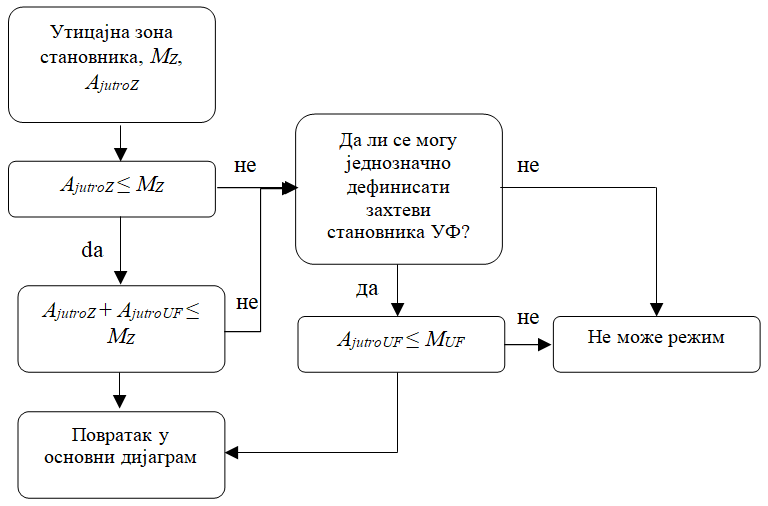 Утицајна зона
становника, Mz,
Ajutroz
Ajutroz ≤ Mz
не
da
Ajutroz + AjutroUF ≤
Mz
не
Повратак у
основни дијаграм
Да ли се могу
једнозначно
дефинисати
захтеви
становника УФ?
не
да
AjutroUF ≤ MUF
не
Не може режим